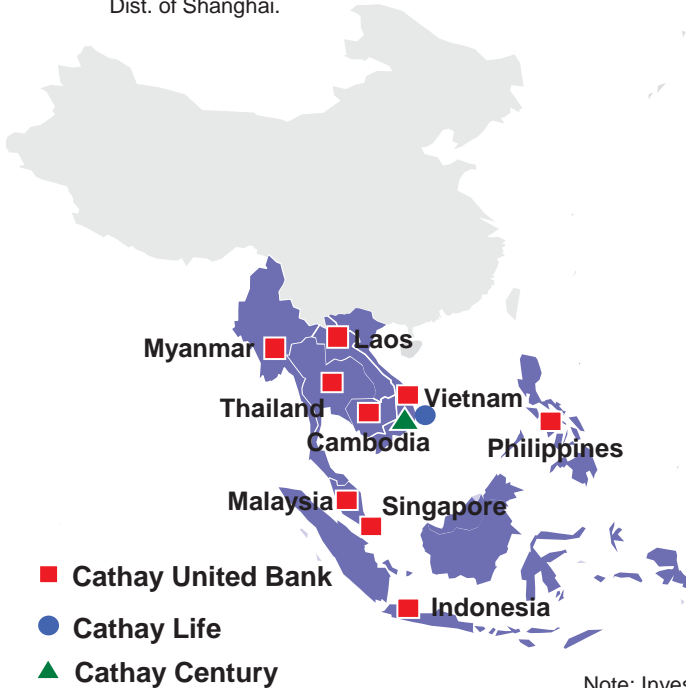 Dist. of Shanghai.
Myanmar
Laos
Thailand
Vietnam
Cambodia
Philippines
Malaysia
Singapore
Cathay United Bank
Indonesia
Cathay Life
Cathay Century
Note: